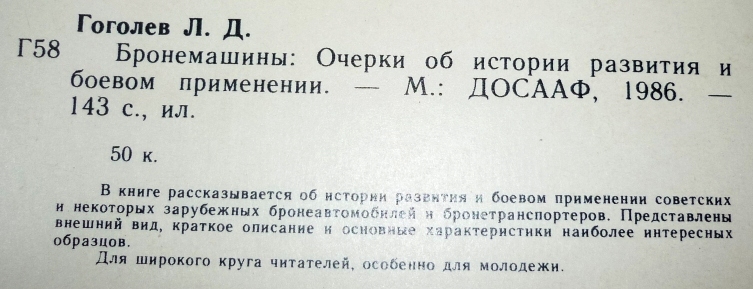 Гоголев Л. Д.
Г58 Бронемашины: Очерки об истории развития и
боевом применении. — М.: ДОСААФ, 1986. —
143 с., ил.
50 к.
В книге рассказывается об истории развития и боевом применении советских
и некоторых зарубежных бронеавтомобилей и бронетранспортеров. Представлены
внешний вид, краткое описание и основные характеристики наиболее интересных
образцов.
Для широкого круга читателей, особенно для молодежи.